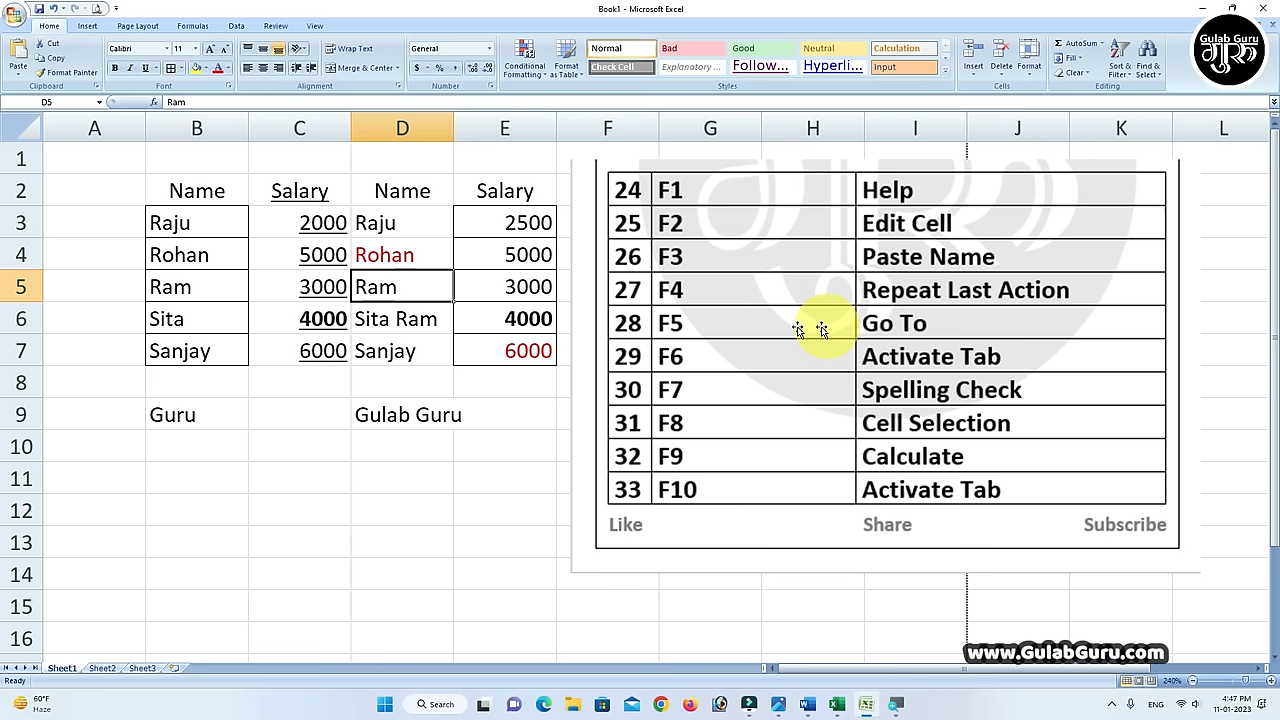 Book1 - Microsoft Excel
Home Insert Page Layout Formulas Data Review View
Gulab Guru
गुरु
Paste Cut Copy Format Painter
Calibri 11 General
Wrap Text
Merge & Center
Conditional Formatting Format as Table
Normal Bad Good Neutral Calculation
Check Cell Explanatory ... Follow... Hyperli... Input
Insert Delete Format
AutoSum Fill Clear
Sort & Filter Find & Select
Clipboard Font Alignment Number Styles Cells Editing
D5 fx Ram
A B C D E F G H I J K L
1
2 Name Salary Name Salary
3 Raju 2000 Raju 2500
4 Rohan 5000 Rohan 5000
5 Ram 3000 Ram 3000
6 Sita 4000 Sita Ram 4000
7 Sanjay 6000 Sanjay 6000
8
9 Guru Gulab Guru
10
11
12
13
14
15
16
24 F1 Help
25 F2 Edit Cell
26 F3 Paste Name
27 F4 Repeat Last Action
28 F5 Go To
29 F6 Activate Tab
30 F7 Spelling Check
31 F8 Cell Selection
32 F9 Calculate
33 F10 Activate Tab
Like Share Subscribe
www.GulabGuru.com
Sheet1 Sheet2 Sheet3
Ready 240%
60°F
Haze
Search
ENG
4:47 PM
11-01-2023